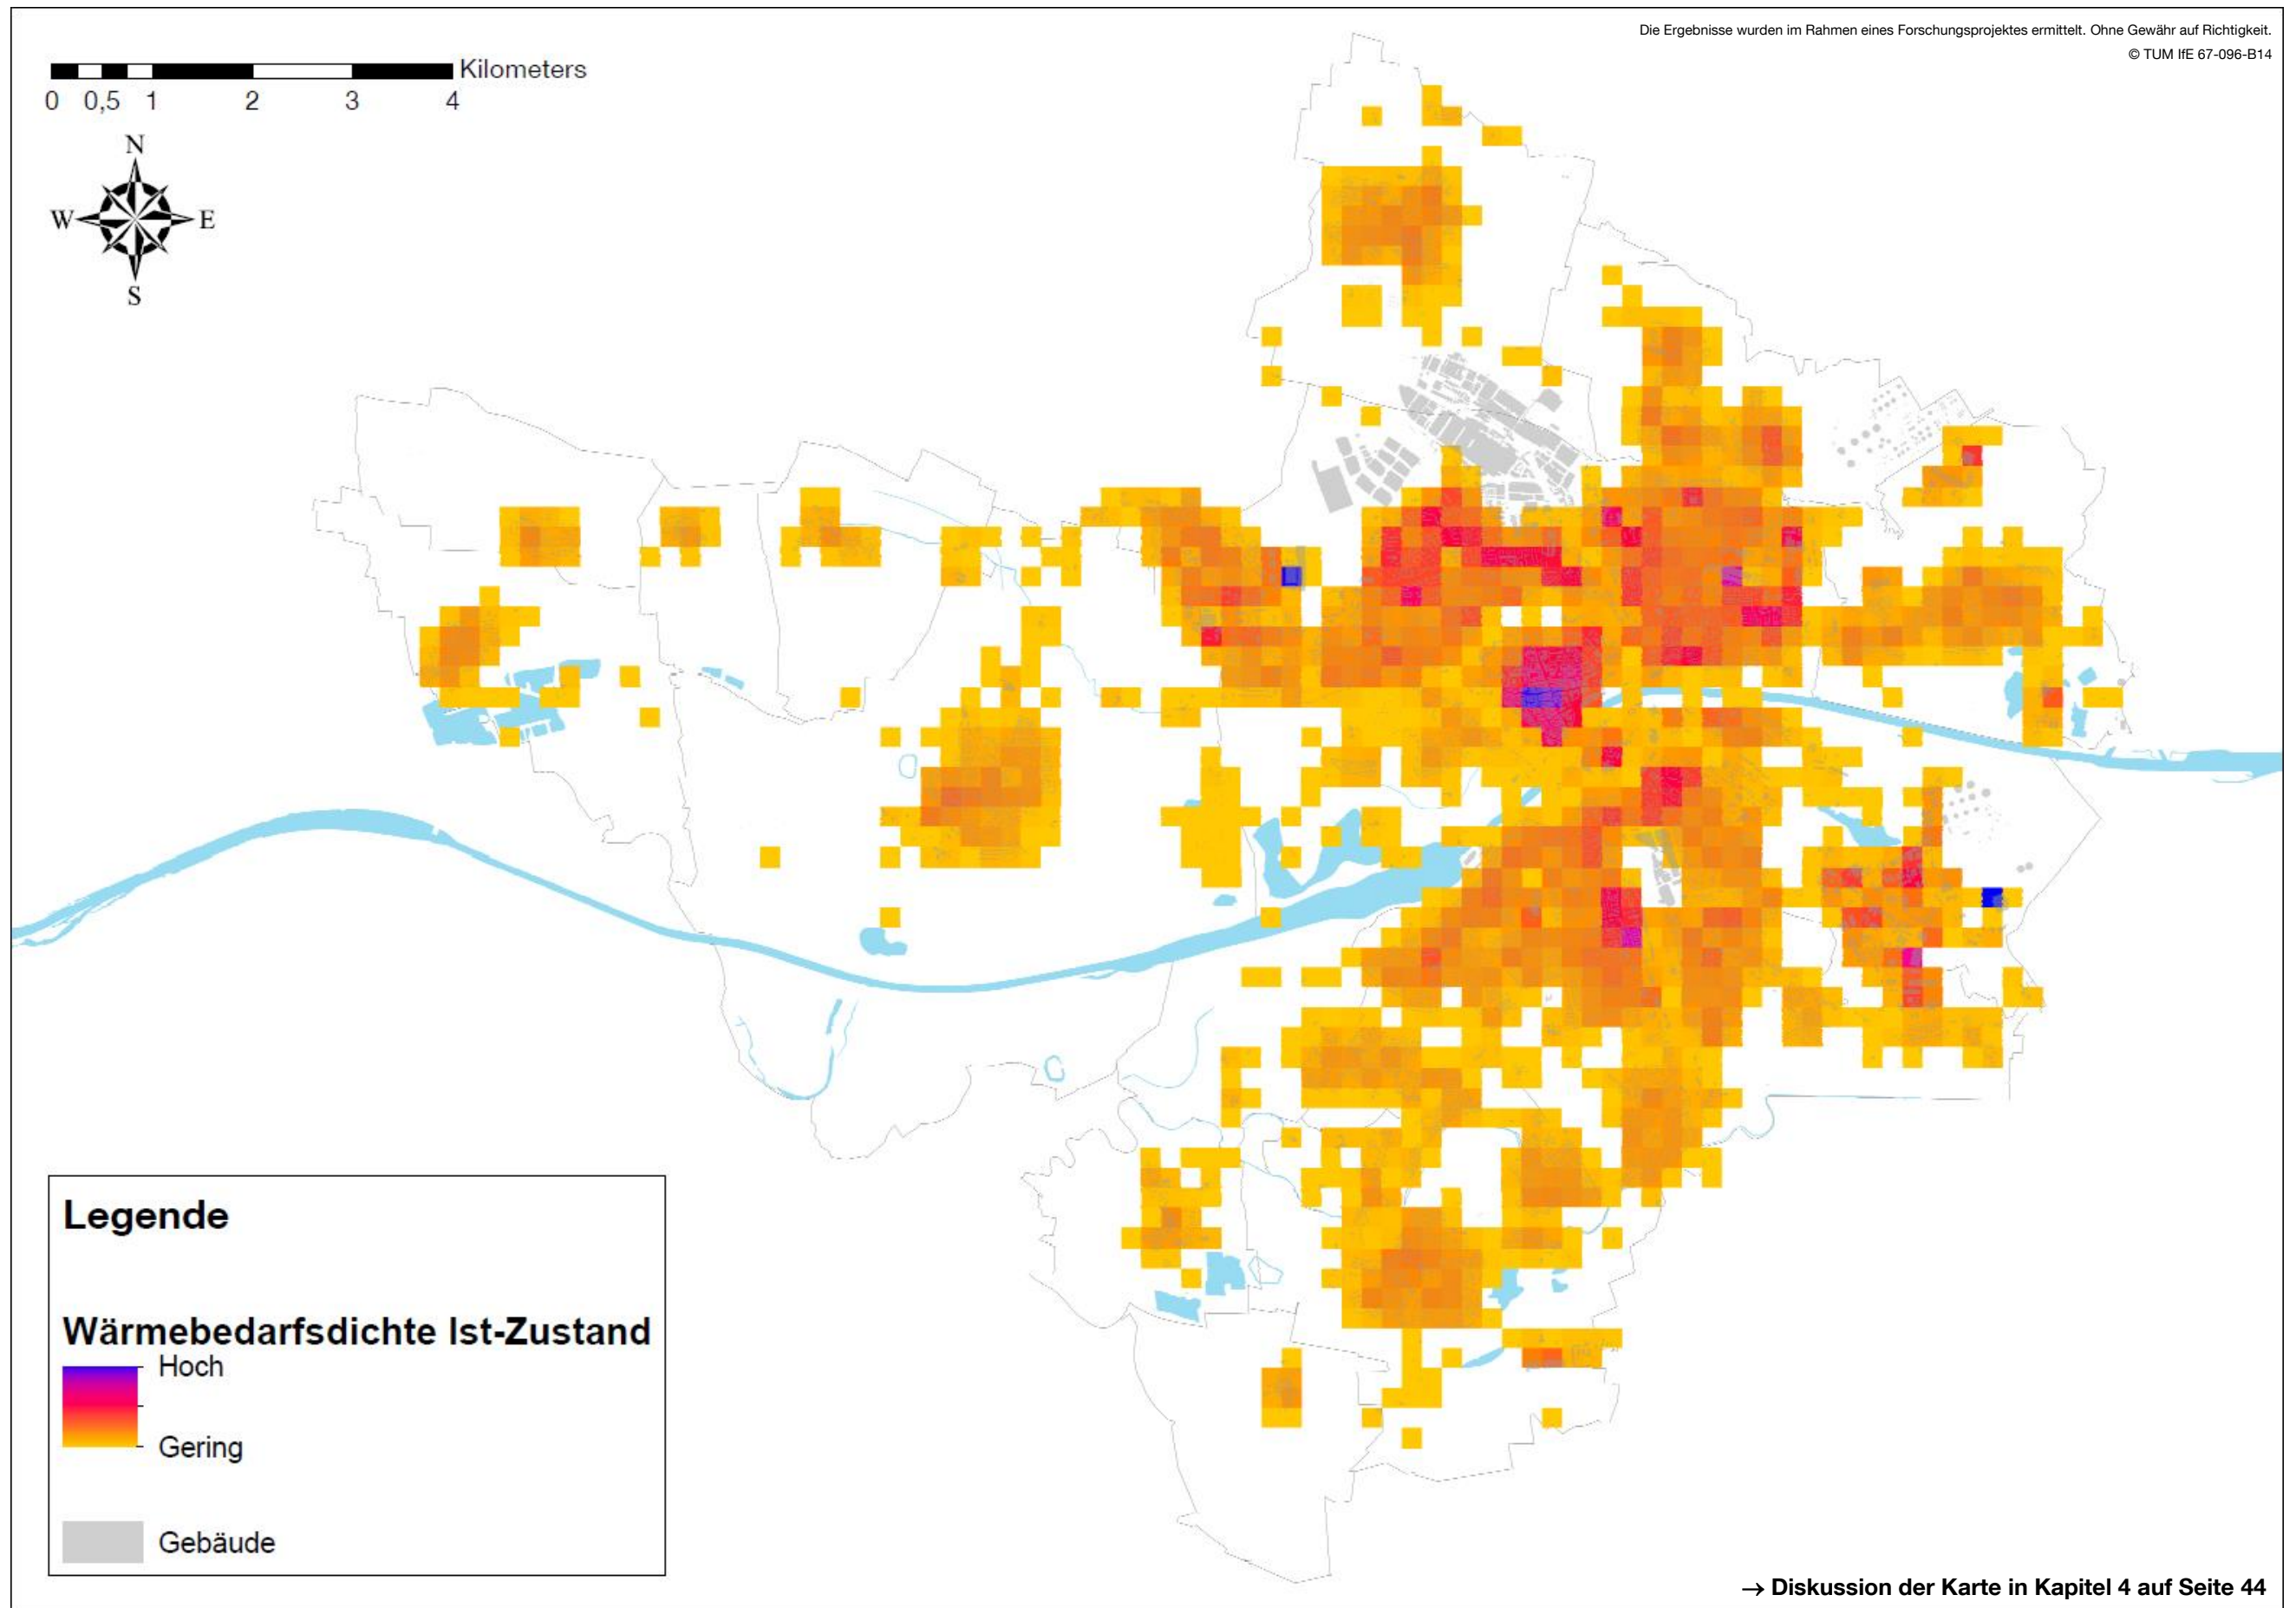 Die Ergebnisse wurden im Rahmen eines Forschungsprojektes ermittelt. Ohne Gewähr auf Richtigkeit.
© TUM IfE 67-096-B14
Kilometers
0 0,5 1 2 3 4
N
W E
S
Legende
Wärmebedarfsdichte Ist-Zustand
Hoch
Gering
Gebäude
→ Diskussion der Karte in Kapitel 4 auf Seite 44